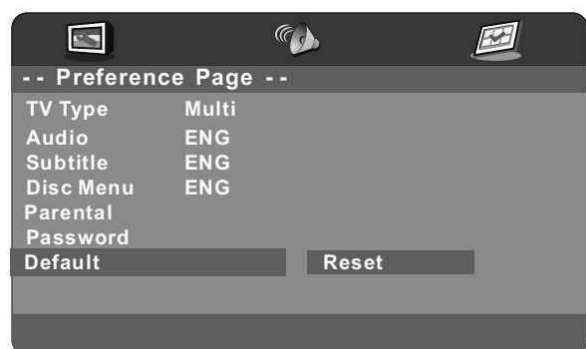 - - Preference Page - -
TV Type Multi
Audio ENG
Subtitle ENG
Disc Menu ENG
Parental
Password
Default Reset